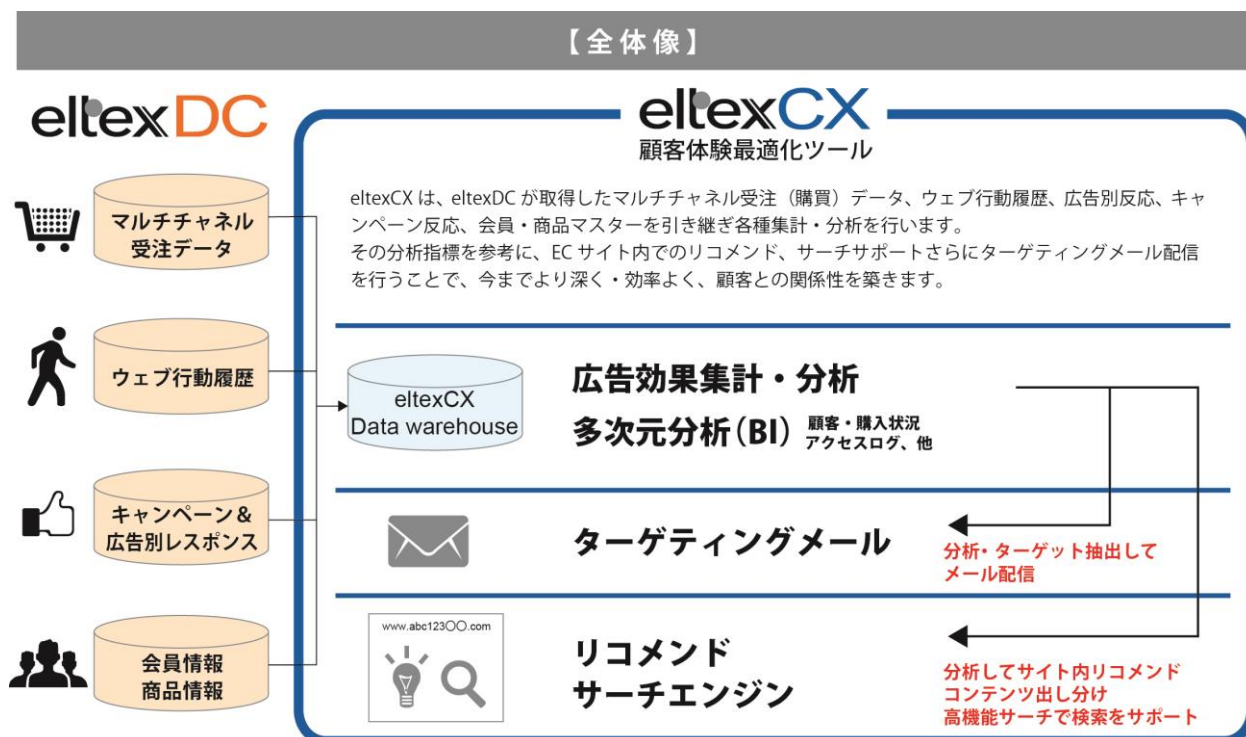 【全体像】
eltexDC
マルチチャネル
受注データ
ウェブ行動履歴
キャンペーン&
広告別レスポンス
会員情報
商品情報
eltexCX
顧客体験最適化ツール
eltexCX は、eltexDC が取得したマルチチャネル受注（購買）データ、ウェブ行動履歴、広告別反応、キャ
ンペーン反応、会員・商品マスターを引き継ぎ各種集計・分析を行います。
その分析指標を参考に、EC サイト内でのリコメンド、サーチサポートさらにターゲティングメール配信
を行うことで、今までより深く・効率よく、顧客との関係性を築きます。
eltexCX
Data warehouse
広告効果集計・分析
多次元分析（BI）
顧客・購入状況
アクセスログ、他
ターゲティングメール
分析・ターゲット抽出して
メール配信
www.abc123〇〇.com
リコメンド
サーチエンジン
分析してサイト内リコメンド
コンテンツ出し分け
高機能サーチで検索をサポート